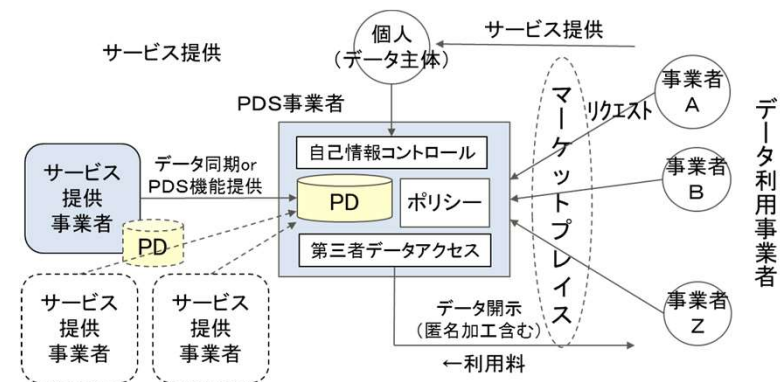 サービス提供
個人
（データ主体）
サービス提供
PDS事業者
自己情報コントロール
PD
ポリシー
第三者データアクセス
サービス
提供
事業者
データ同期or
PDS機能提供
PD
サービス
提供
事業者
サービス
提供
事業者
マーケットプレイス
リクエスト
事業者
A
事業者
B
事業者
Z
データ利用事業者
データ開示
（匿名加工含む）
←利用料